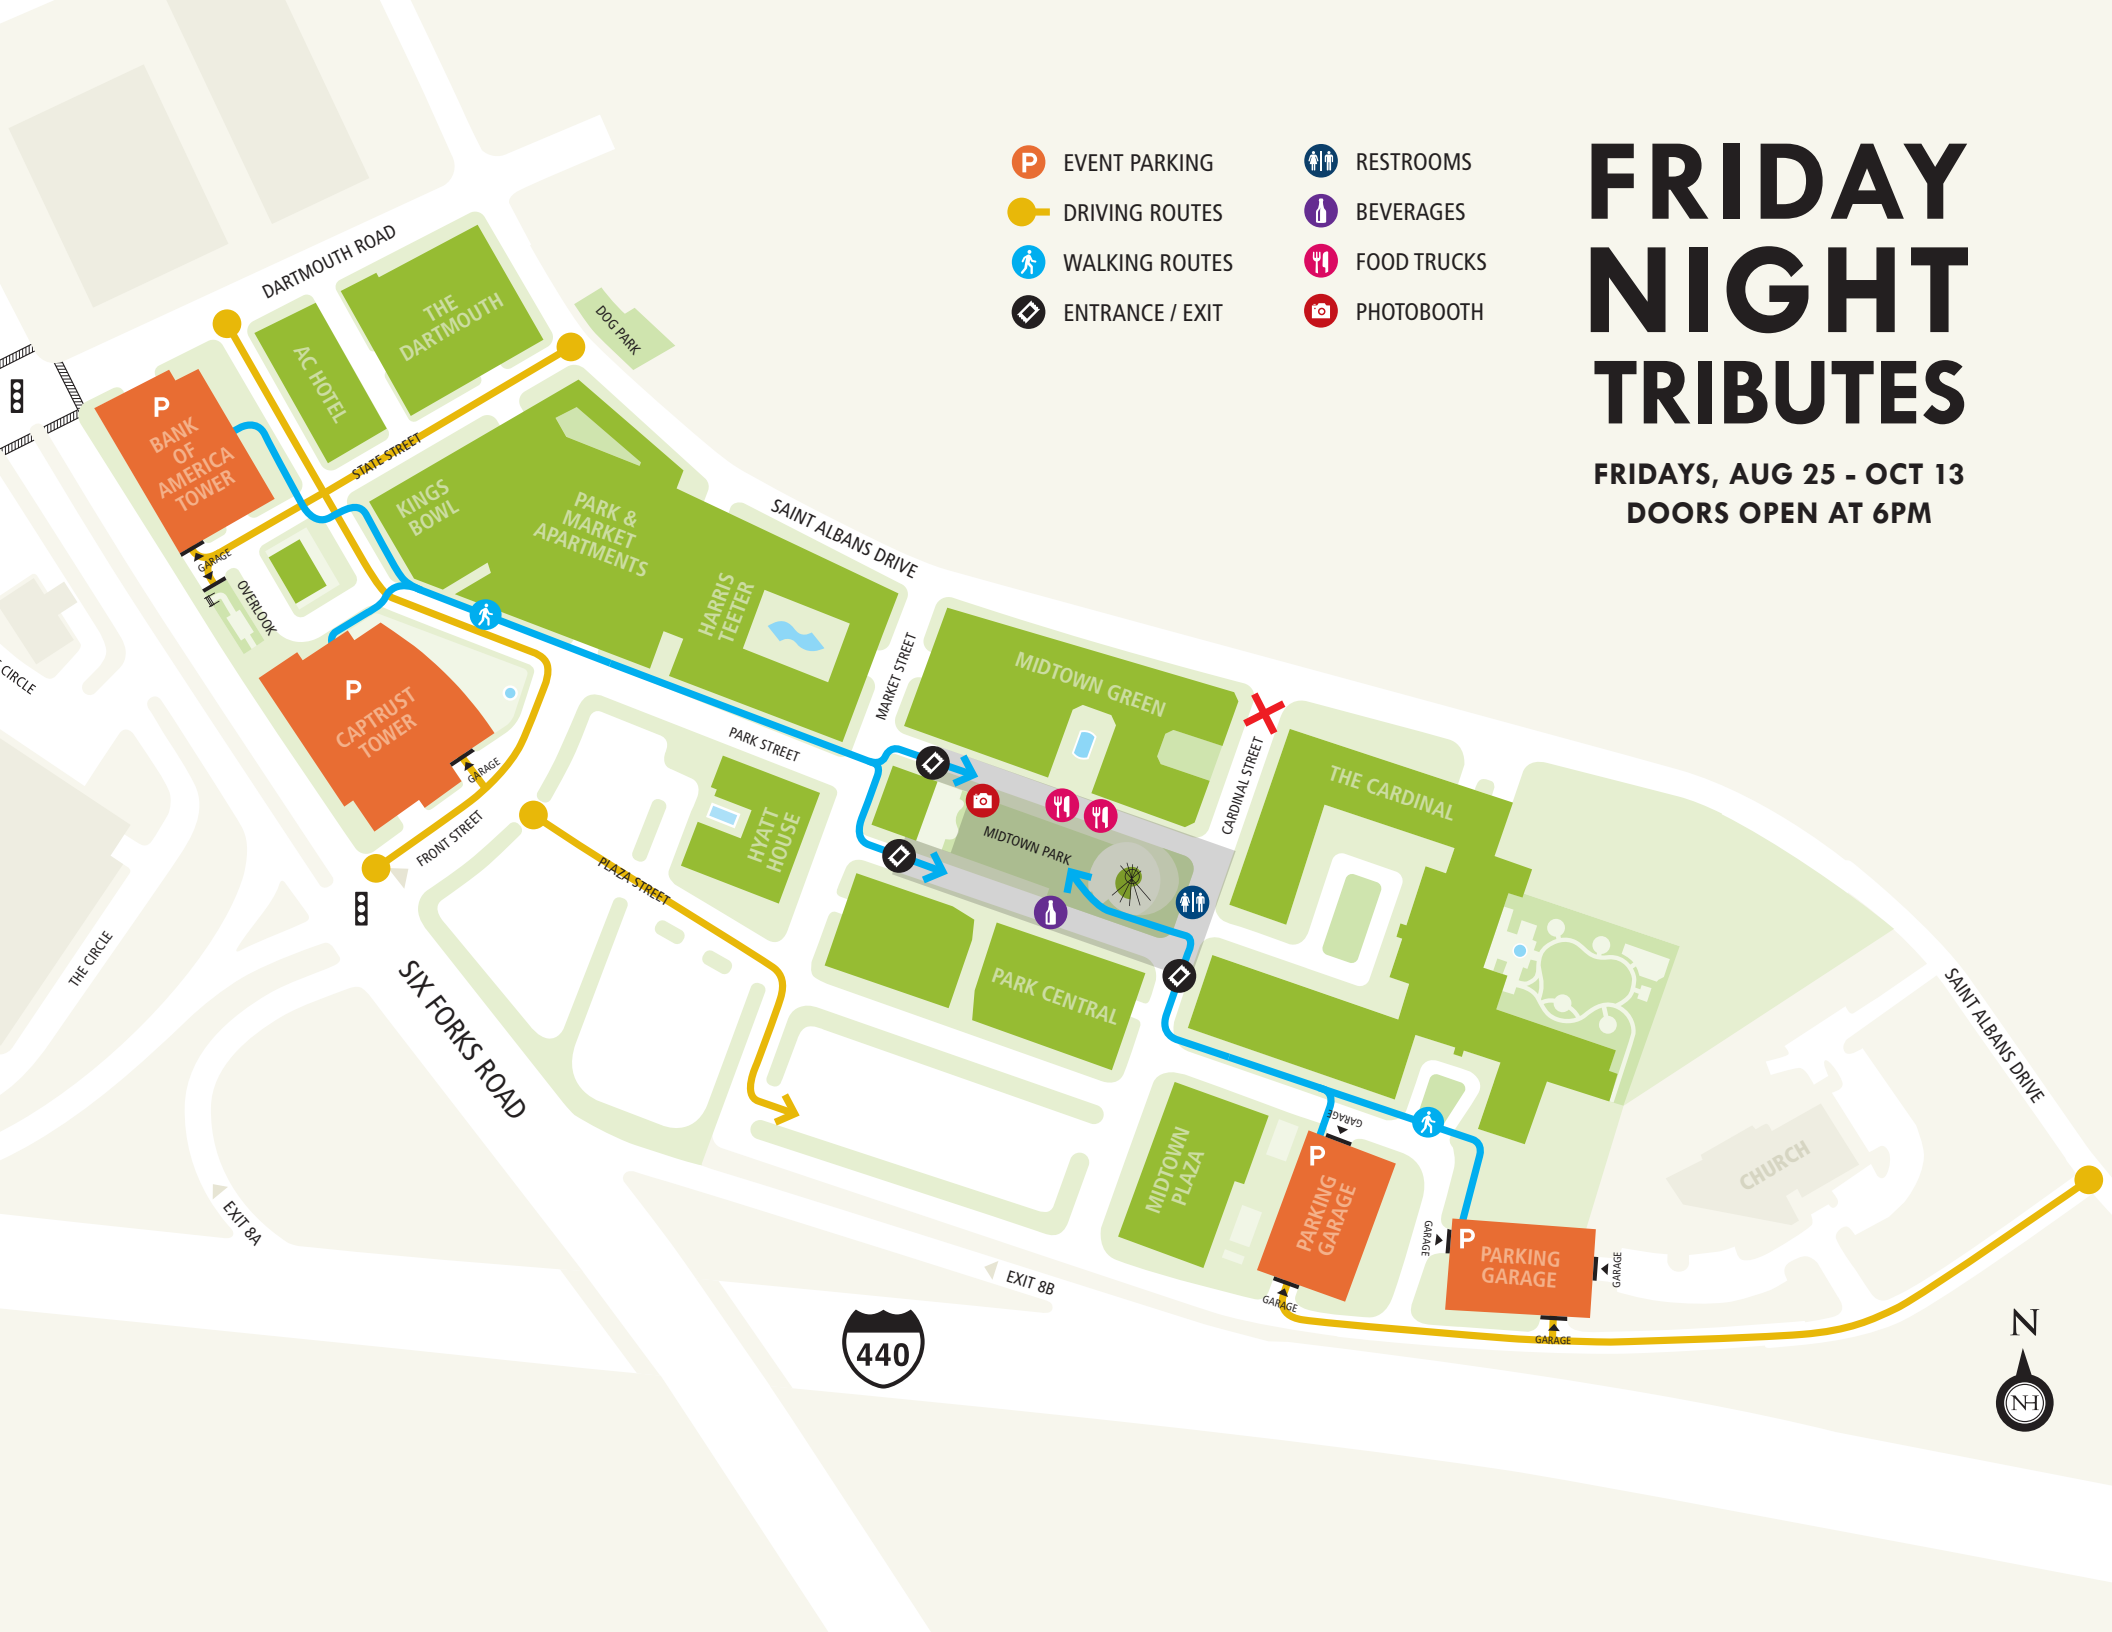 FRIDAY
NIGHT
TRIBUTES
FRIDAYS, AUG 25 - OCT 13
DOORS OPEN AT 6PM
P EVENT PARKING
DRIVING ROUTES
WALKING ROUTES
ENTRANCE / EXIT
RESTROOMS
BEVERAGES
FOOD TRUCKS
PHOTOBOOTH
DARTMOUTH ROAD
THE
DARTMOUTH
AC HOTEL
DOG PARK
P
BANK
OF
AMERICA
TOWER
STATE STREET
KINGS
BOWL
PARK &
MARKET
APARTMENTS
SAINT ALBANS DRIVE
GARAGE
OVERLOOK
HARRIS
TEETER
MARKET STREET
MIDTOWN GREEN
CIRCLE
P
CAPTRUST
TOWER
GARAGE
PARK STREET
CARDINAL STREET
THE CARDINAL
HYATT
HOUSE
MIDTOWN PARK
FRONT STREET
PLAZA STREET
THE CIRCLE
SIX FORKS ROAD
PARK CENTRAL
SAINT ALBANS DRIVE
MIDTOWN
PLAZA
GARAGE
P
PARKING
GARAGE
GARAGE
CHURCH
EXIT 8A
GARAGE
P
PARKING
GARAGE
GARAGE
GARAGE
EXIT 8B
440
N
NH